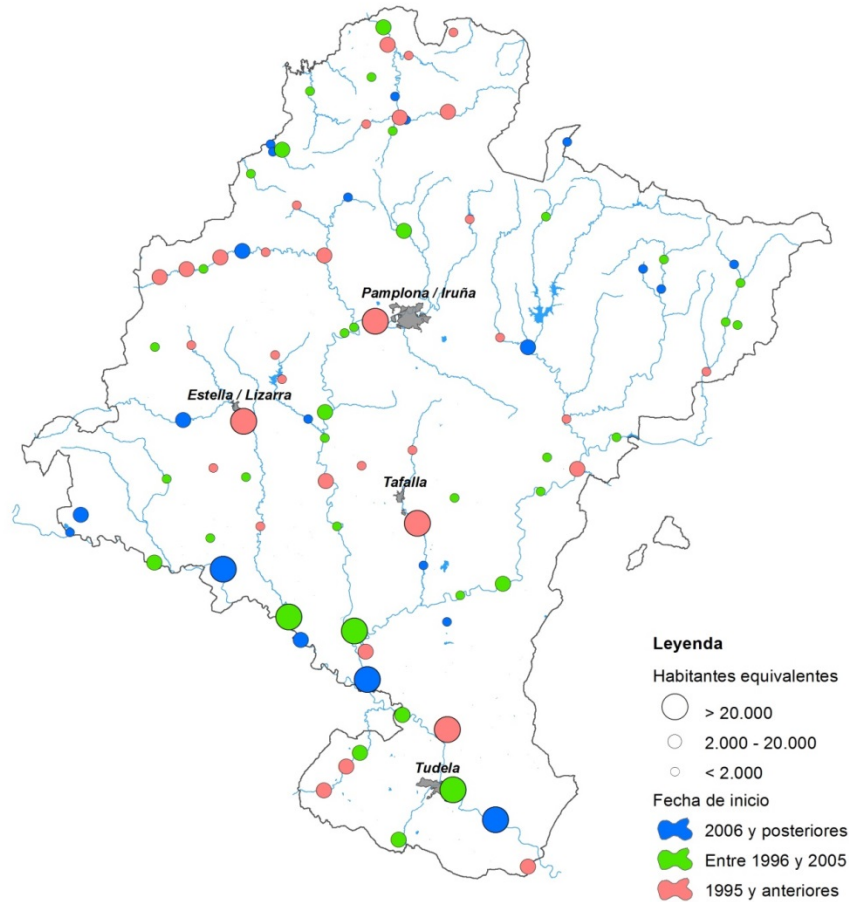 Pamplona / Iruña
Estella / Lizarra
Tafalla
Tudela
Leyenda
Habitantes equivalentes
> 20.000
2.000 - 20.000
< 2.000
Fecha de inicio
2006 y posteriores
Entre 1996 y 2005
1995 y anteriores